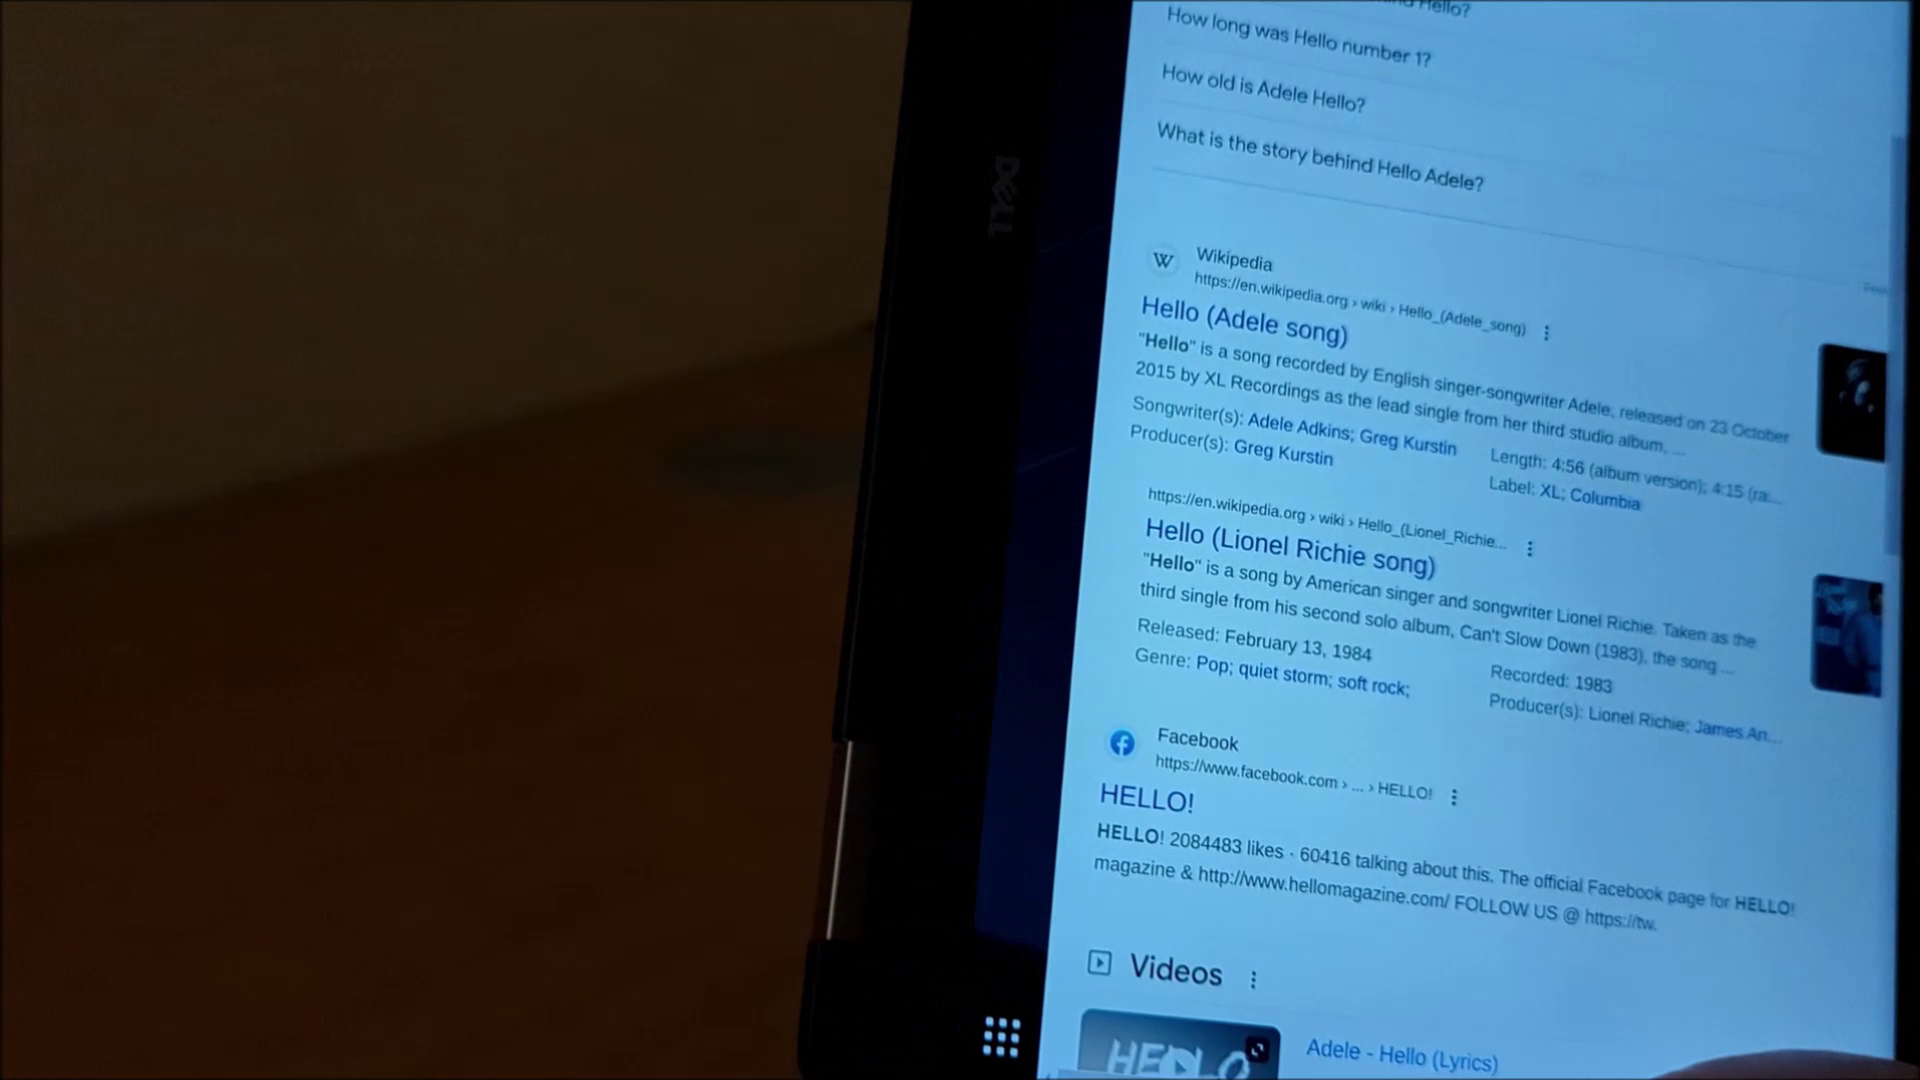 Hello?
How long was Hello number 1?
How old is Adele Hello?
What is the story behind Hello Adele?
DELL
W
Wikipedia
https://en.wikipedia.org › wiki › Hello_(Adele_song)
Hello (Adele song)
"Hello" is a song recorded by English singer-songwriter Adele, released on 23 October
2015 by XL Recordings as the lead single from her third studio album, ...
Songwriter(s): Adele Adkins; Greg Kurstin
Length: 4:56 (album version); 4:15 (ra...
Producer(s): Greg Kurstin
Label: XL; Columbia
https://en.wikipedia.org › wiki › Hello_(Lionel_Richie...
Hello (Lionel Richie song)
"Hello" is a song by American singer and songwriter Lionel Richie. Taken as the
third single from his second solo album, Can't Slow Down (1983), the song ...
Released: February 13, 1984
Recorded: 1983
Genre: Pop; quiet storm; soft rock;
Producer(s): Lionel Richie; James An...
Facebook
https://www.facebook.com › ... › HELLO!
HELLO!
HELLO! 2084483 likes · 60416 talking about this. The official Facebook page for HELLO!
magazine & http://www.hellomagazine.com/ FOLLOW US @ https://tw.
Videos
HELLO
Adele - Hello (Lyrics)